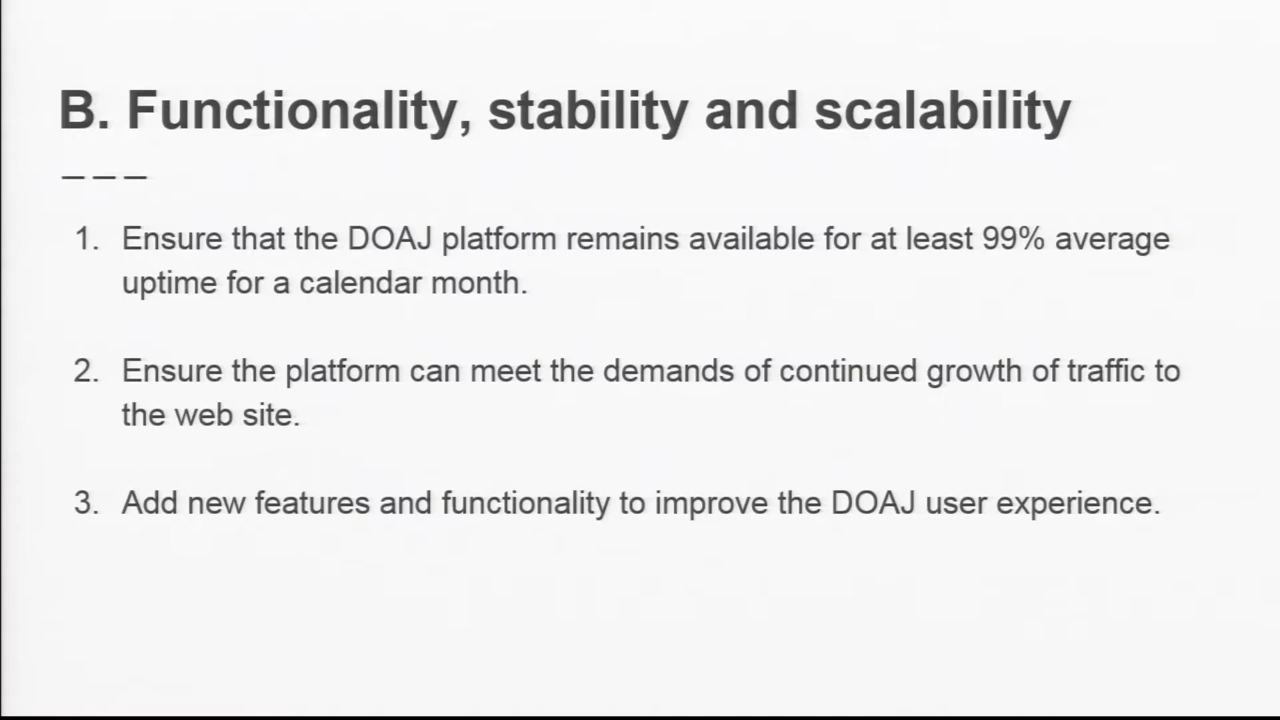 B. Functionality, stability and scalability
1. Ensure that the DOAJ platform remains available for at least 99% average
uptime for a calendar month.
2. Ensure the platform can meet the demands of continued growth of traffic to
the web site.
3. Add new features and functionality to improve the DOAJ user experience.